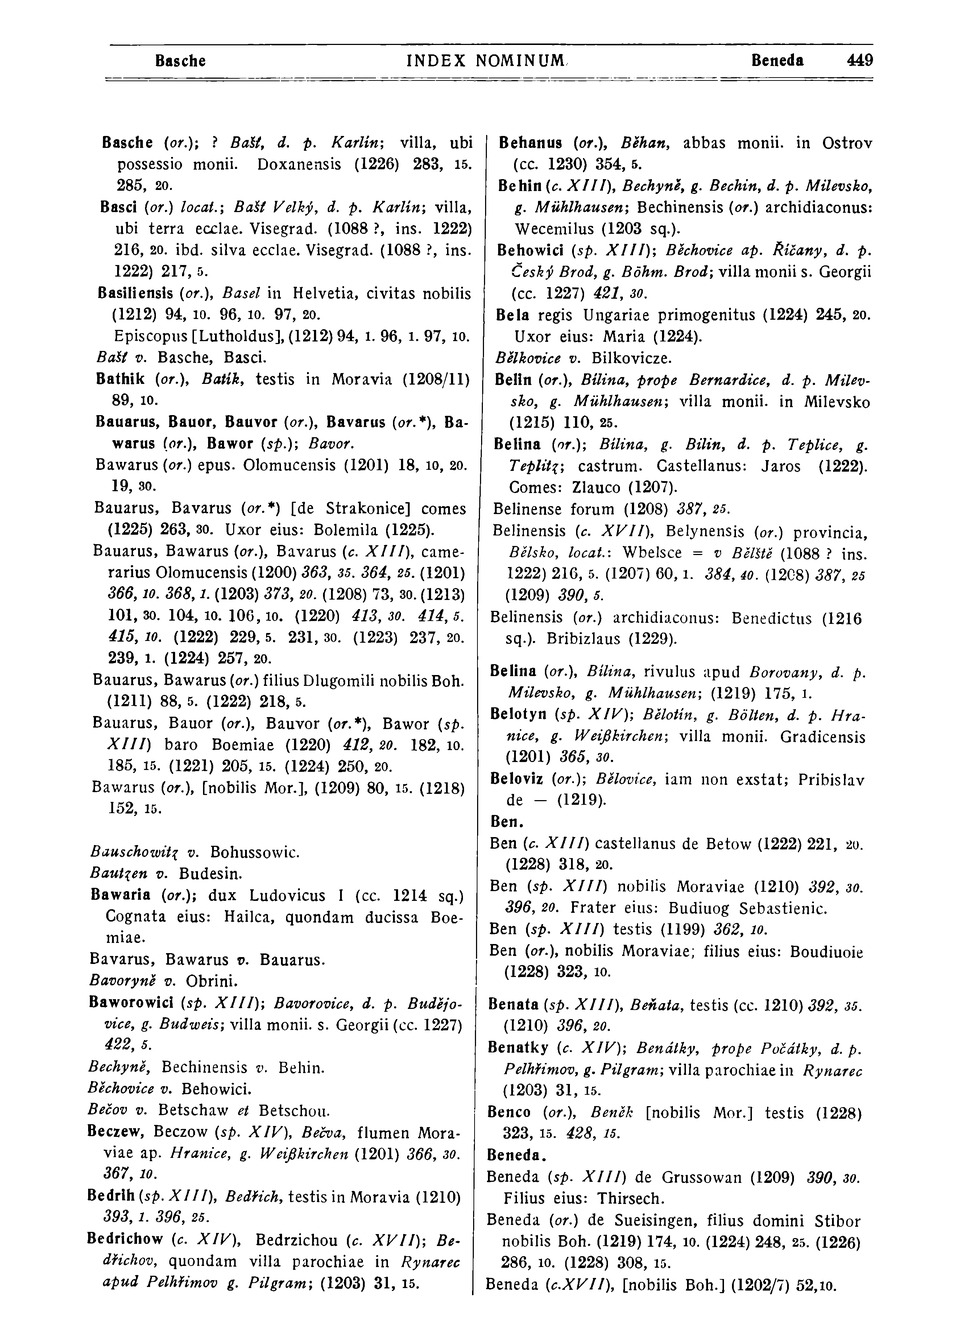 Basche INDEX NOMINUM Beneda 449
Basche (or.); ? Bašť, d. p. Karlín; villa, ubi
possessio monii. Doxanensis (1226) 283, 15.
285, 20.
Basci (or.) locat.; Bašť Velký, d. p. Karlín; villa,
ubi terra ecclae. Visegrad. (1088 ?, ins. 1222)
216, 20. ibd. silva ecclae. Visegrad. (1088 ?, ins.
1222) 217, 5.
Basiliensis (or.), Basel in Helvetia, civitas nobilis
(1212) 94, 10. 96, 10. 97, 20.
Episcopus [Lutholdus], (1212) 94, 1. 96, 1. 97, 10.
Bašť v. Basche, Basci.
Bathik (or.), Batík, testis in Moravia (1208/11)
89, 10.
Bauarus, Bauor, Bauvor (or.), Bavarus (or.*), Ba-
warus (or.), Bawor (sp.); Bavor.
Bawarus (or.) epus. Olomucensis (1201) 18, 10, 20.
19, 30.
Bauarus, Bavarus (or.*) [de Strakonice] comes
(1225) 263, 30. Uxor eius: Bolemila (1225).
Bauarus, Bawarus (or.), Bavarus (c. XIII), came-
rarius Olomucensis (1200) 363, 35. 364, 25. (1201)
366, 10. 368, 1. (1203) 373, 20. (1208) 73, 30. (1213)
101, 30. 104, 10. 106, 10. (1220) 413, 30. 414, 5.
415, 10. (1222) 229, 5. 231, 30. (1223) 237, 20.
239, 1. (1224) 257, 20.
Bauarus, Bawarus (or.) filius Dlugomili nobilis Boh.
(1211) 88, 5. (1222) 218, 5.
Bauarus, Bauor (or.), Bauvor (or.*), Bawor (sp.
XIII) baro Boemiae (1220) 412, 20. 182, 10.
185, 15. (1221) 205, 15. (1224) 250, 20.
Bawarus (or.), [nobilis Mor.], (1209) 80, 15. (1218)
152, 15.
Bauschowitz v. Bohussowic.
Bautzen v. Budesin.
Bawaria (or.); dux Ludovicus I (cc. 1214 sq.)
Cognata eius: Hailca, quondam ducissa Boe-
miae.
Bavarus, Bawarus v. Bauarus.
Bavoryně v. Obrini.
Baworowici (sp. XIII); Bavorovice, d. p. Budějo-
vice, g. Budweis; villa monii. s. Georgii (cc. 1227)
422, 5.
Bechyně, Bechinensis v. Behin.
Běchovice v. Behowici.
Bečov v. Betschaw et Betschou.
Beczew, Beczow (sp. XIV), Bečva, flumen Mora-
viae ap. Hranice, g. Weißkirchen (1201) 366, 30.
367, 10.
Bedrih (sp. XIII), Bedřich, testis in Moravia (1210)
393, 1. 396, 25.
Bedrichow (c. XIV), Bedrzichou (c. XVII); Be-
dřichov, quondam villa parochiae in Rynarec
apud Pelhřimov g. Pilgram; (1203) 31, 15.
Behanus (or.), Běhan, abbas monii. in Ostrov
(cc. 1230) 354, 5.
Behin (c. XIII), Bechyně, g. Bechin, d. p. Milevsko,
g. Mühlhausen; Bechinensis (or.) archidiaconus:
Wecemilus (1203 sq.).
Behowici (sp. XIII); Běchovice ap. Říčany, d. p.
Český Brod, g. Böhm. Brod; villa monii s. Georgii
(cc. 1227) 421, 30.
Bela regis Ungariae primogenitus (1224) 245, 20.
Uxor eius: Maria (1224).
Bělkovice v. Bilkovicze.
Belin (or.), Bílina, prope Bernardice, d. p. Milev-
sko, g. Mühlhausen; villa monii. in Milevsko
(1215) 110, 25.
Belina (or.); Bílina, g. Bilin, d. p. Teplice, g.
Teplitz; castrum. Castellanus: Jaros (1222).
Comes: Zlauco (1207).
Belinense forum (1208) 387, 25.
Belinensis (c. XVII), Belynensis (or.) provincia,
Bělsko, locat.: Wbelsce = v Bělště (1088 ? ins.
1222) 216, 5. (1207) 60, 1. 384, 40. (1208) 387, 25
(1209) 390, 5.
Belinensis (or.) archidiaconus: Benedictus (1216
sq.). Bribizlaus (1229).
Belina (or.), Bílina, rivulus apud Borovany, d. p.
Milevsko, g. Mühlhausen; (1219) 175, 1.
Belotyn (sp. XIV); Bělotín, g. Bölten, d. p. Hra-
nice, g. Weißkirchen; villa monii. Gradicensis
(1201) 365, 30.
Beloviz (or.); Bělovice, iam non exstat; Pribislav
de — (1219).
Ben.
Ben (c. XIII) castellanus de Betow (1222) 221, 20.
(1228) 318, 20.
Ben (sp. XIII) nobilis Moraviae (1210) 392, 30.
396, 20. Frater eius: Budiuog Sebastienic.
Ben (sp. XIII) testis (1199) 362, 10.
Ben (or.), nobilis Moraviae; filius eius: Boudiuoie
(1228) 323, 10.
Benata (sp. XIII), Beňata, testis (cc. 1210) 392, 35.
(1210) 396, 20.
Benatky (c. XIV); Benátky, prope Počátky, d. p.
Pelhřimov, g. Pilgram; villa parochiae in Rynarec
(1203) 31, 15.
Benco (or.), Beněk [nobilis Mor.] testis (1228)
323, 15. 428, 15.
Beneda.
Beneda (sp. XIII) de Grussowan (1209) 390, 30.
Filius eius: Thirsech.
Beneda (or.) de Sueisingen, filius domini Stibor
nobilis Boh. (1219) 174, 10. (1224) 248, 25. (1226)
286, 10. (1228) 308, 15.
Beneda (c.XVII), [nobilis Boh.] (1202/7) 52,10.